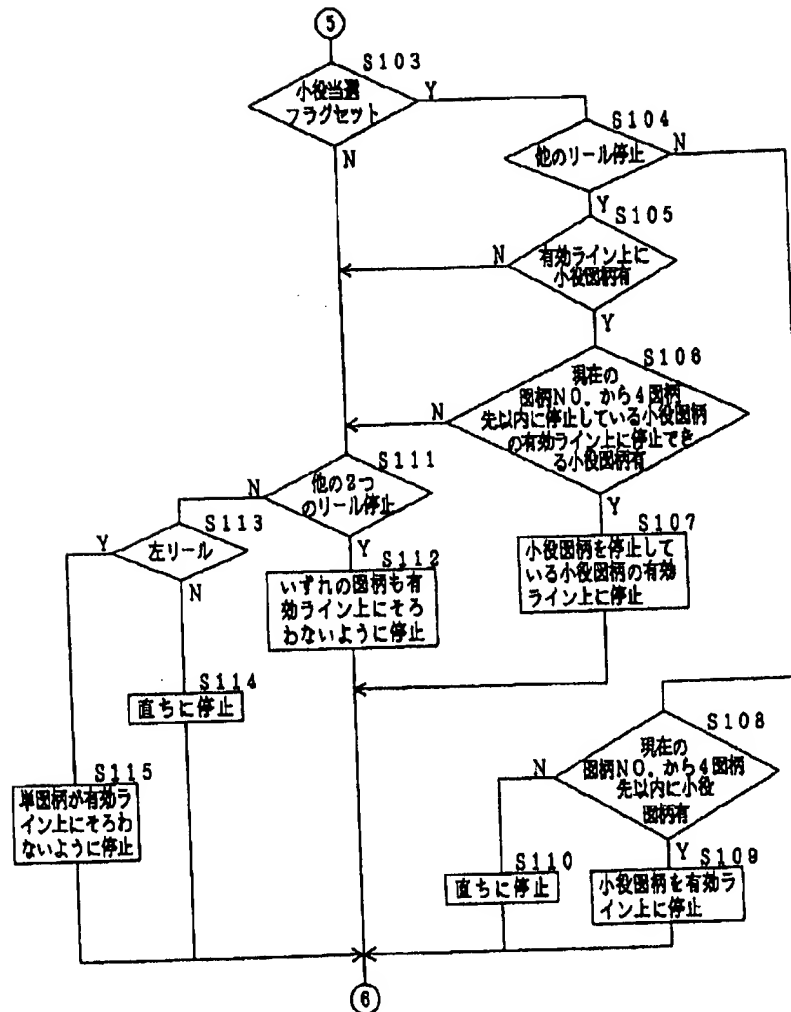 5
S103
小役当選
フラグセット
Y
N
S104
他のリール停止
N
Y
S105
有効ライン上に
小役図柄有
N
Y
S106
現在の
図柄NO.から4図柄
先以内に停止している小役図柄
の有効ライン上に停止でき
る小役図柄有
N
Y
S107
小役図柄を停止して
いる小役図柄の有効
ライン上に停止
S111
他の2つ
のリール停止
N
Y
S112
いずれの図柄も有
効ライン上にそろ
わないように停止
S113
左リール
Y
N
S114
直ちに停止
S115
単図柄が有効ラ
イン上にそろわ
ないように停止
S108
現在の
図柄NO.から4図柄
先以内に小役
図柄有
N
Y
S109
小役図柄を有効ラ
イン上に停止
S110
直ちに停止
6